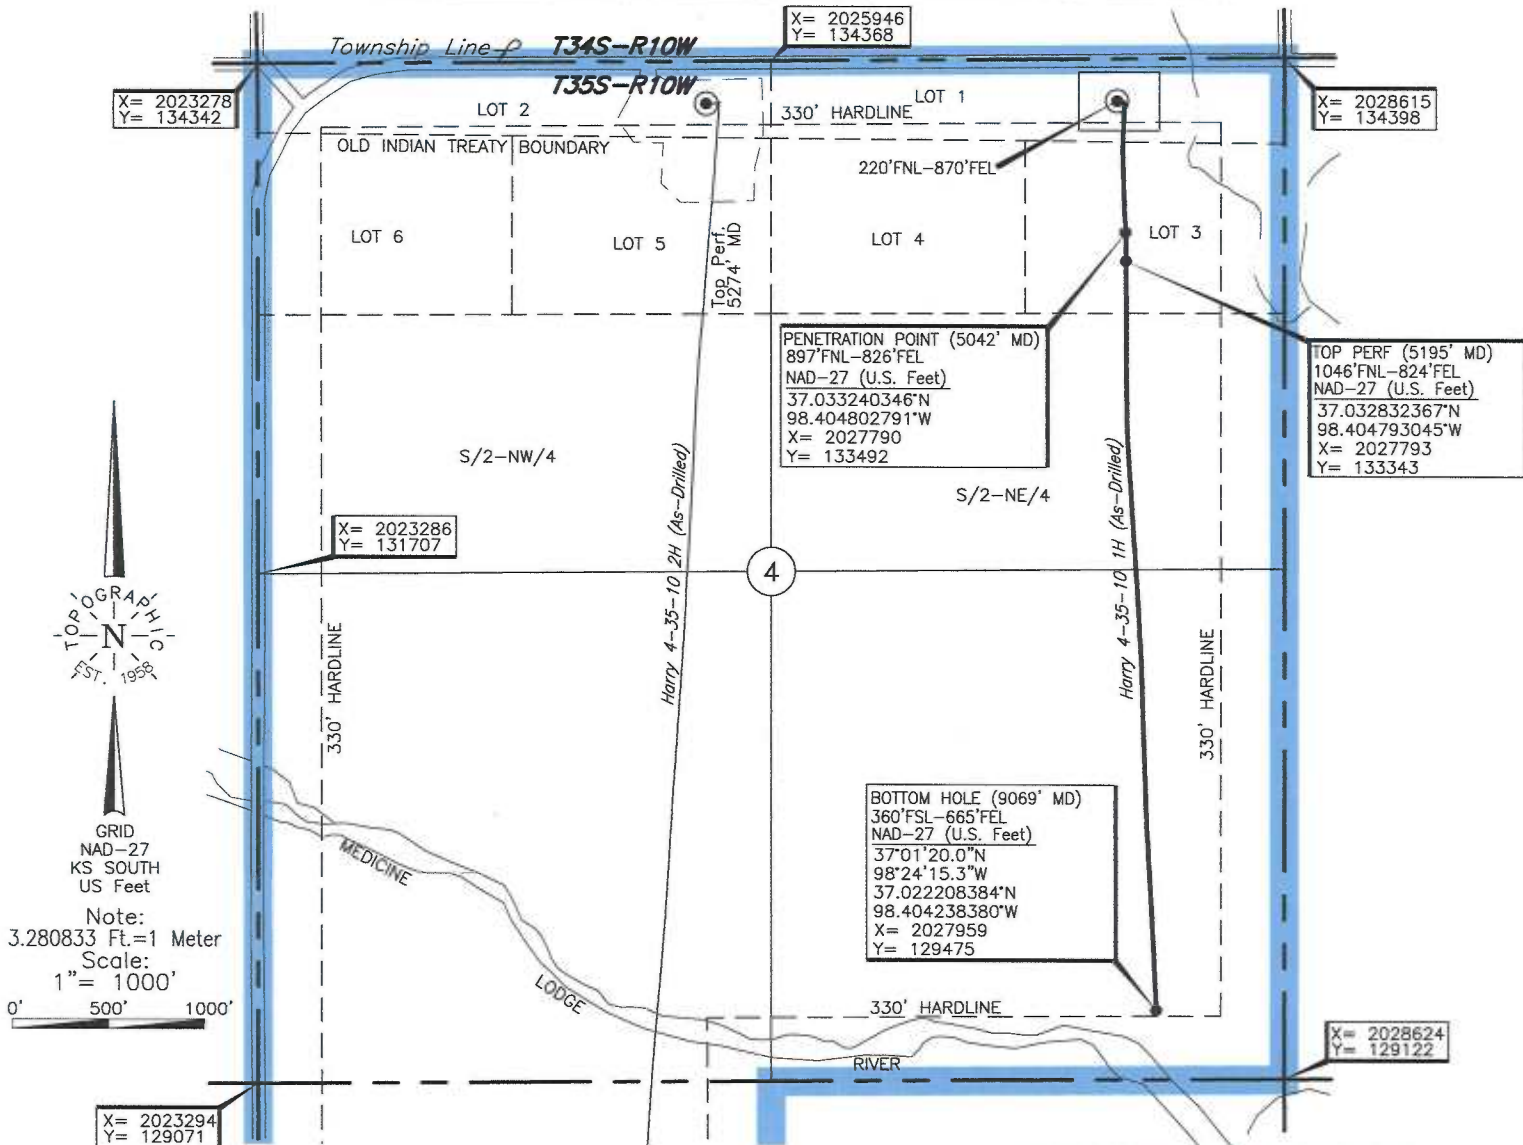 X= 2025946
Y= 134368
Township Line
T34S-R10W
T35S-R10W
X= 2023278
Y= 134342
LOT 2
LOT 1
330' HARDLINE
X= 2028615
Y= 134398
OLD INDIAN TREATY BOUNDARY
220'FNL-870'FEL
LOT 6
LOT 5
LOT 4
LOT 3
Top Perf.
5274' MD
PENETRATION POINT (5042' MD)
897'FNL-826'FEL
NAD-27 (U.S. Feet)
37.033240346°N
98.404802791°W
X= 2027790
Y= 133492
TOP PERF (5195' MD)
1046'FNL-824'FEL
NAD-27 (U.S. Feet)
37.032832367°N
98.404793045°W
X= 2027793
Y= 133343
S/2-NW/4
S/2-NE/4
Harry 4-35-10 2H (As-Drilled)
Harry 4-35-10 1H (As-Drilled)
X= 2023286
Y= 131707
4
TOPOGRAPHIC
N
EST. 1958
330' HARDLINE
330' HARDLINE
GRID
NAD-27
KS SOUTH
US Feet
Note:
3.280833 Ft.=1 Meter
Scale:
1"= 1000'
0' 500' 1000'
BOTTOM HOLE (9069' MD)
360'FSL-665'FEL
NAD-27 (U.S. Feet)
37°01'20.0"N
98°24'15.3"W
37.022208384°N
98.404238380°W
X= 2027959
Y= 129475
MEDICINE
LODGE
RIVER
330' HARDLINE
X= 2028624
Y= 129122
X= 2023294
Y= 129071